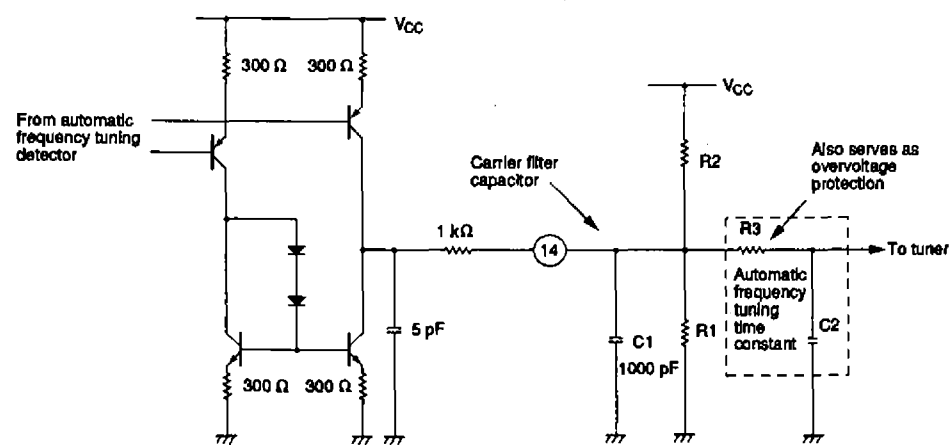 VCC
300 Ω
300 Ω
VCC
From automatic
frequency tuning
detector
Also serves as
overvoltage
protection
Carrier filter
capacitor
R2
R3
1 kΩ
14
To tuner
Automatic
frequency
tuning
time
constant
5 pF
C1
1000 pF
R1
C2
300 Ω
300 Ω